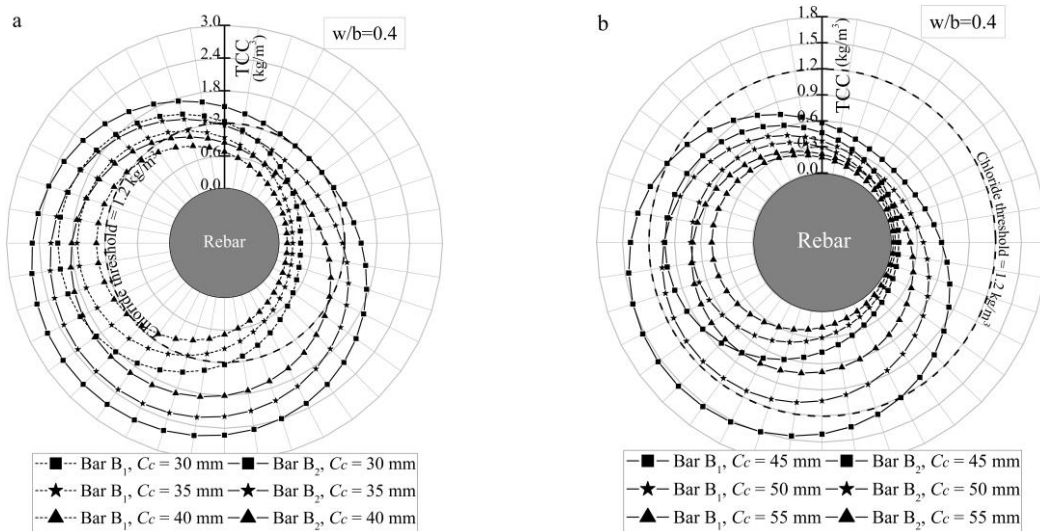 a
3.0
2.4
1.8
1.2
0.6
0.0
TCC
(kg/m³)
w/b=0.4
Chloride threshold = 1.2 kg/m³
Rebar
Bar B₁, Cc = 30 mm
Bar B₂, Cc = 30 mm
Bar B₁, Cc = 35 mm
Bar B₂, Cc = 35 mm
Bar B₁, Cc = 40 mm
Bar B₂, Cc = 40 mm
b
1.8
1.5
1.2
0.9
0.6
0.3
0.0
TCC (kg/m³)
w/b=0.4
Chloride threshold = 1.2 kg/m³
Rebar
Bar B₁, Cc = 45 mm
Bar B₂, Cc = 45 mm
Bar B₁, Cc = 50 mm
Bar B₂, Cc = 50 mm
Bar B₁, Cc = 55 mm
Bar B₂, Cc = 55 mm